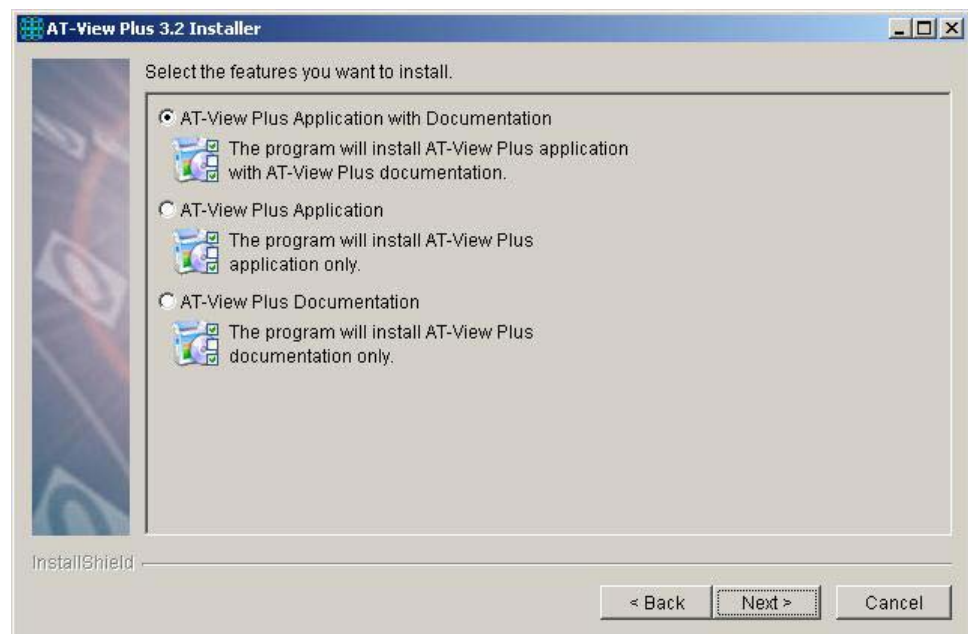 AT-View Plus 3.2 Installer
Select the features you want to install.
AT-View Plus Application with Documentation
The program will install AT-View Plus application
with AT-View Plus documentation.
AT-View Plus Application
The program will install AT-View Plus
application only.
AT-View Plus Documentation
The program will install AT-View Plus
documentation only.
InstallShield
< Back
Next >
Cancel